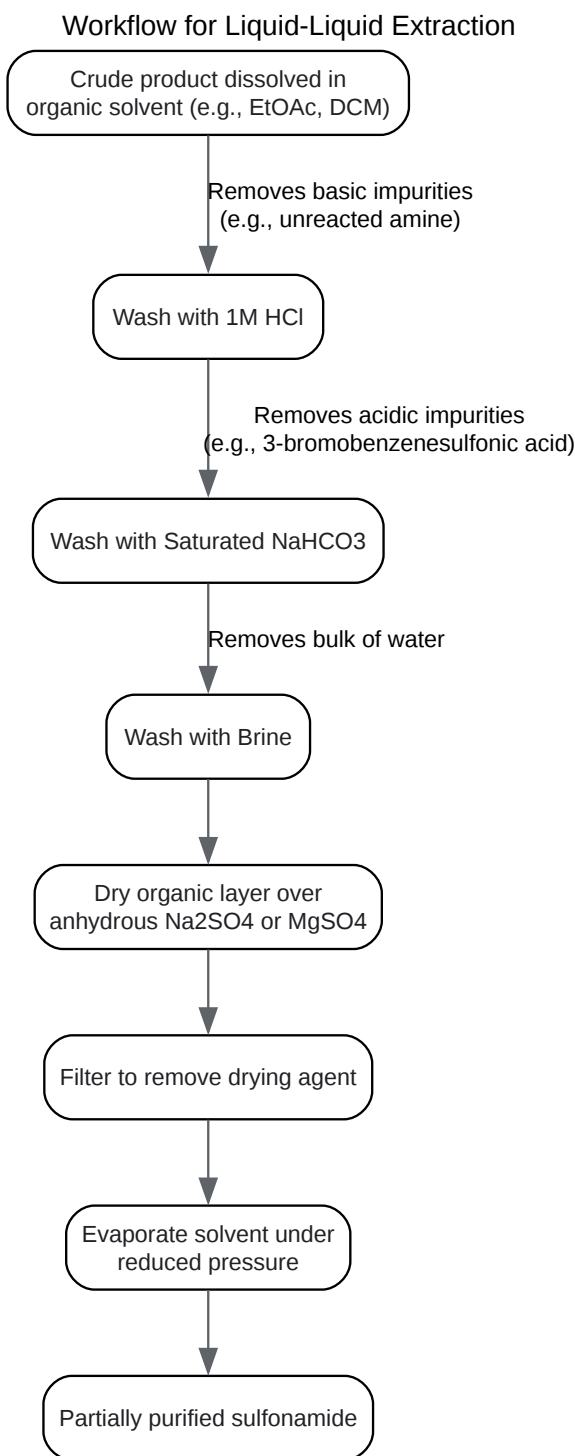 Workflow for Liquid-Liquid Extraction
Crude product dissolved in
organic solvent (e.g., EtOAc, DCM)
Removes basic impurities
(e.g., unreacted amine)
Wash with 1M HCl
Removes acidic impurities
(e.g., 3-bromobenzenesulfonic acid)
Wash with Saturated NaHCO3
Removes bulk of water
Wash with Brine
Dry organic layer over
anhydrous Na2SO4 or MgSO4
Filter to remove drying agent
Evaporate solvent under
reduced pressure
Partially purified sulfonamide